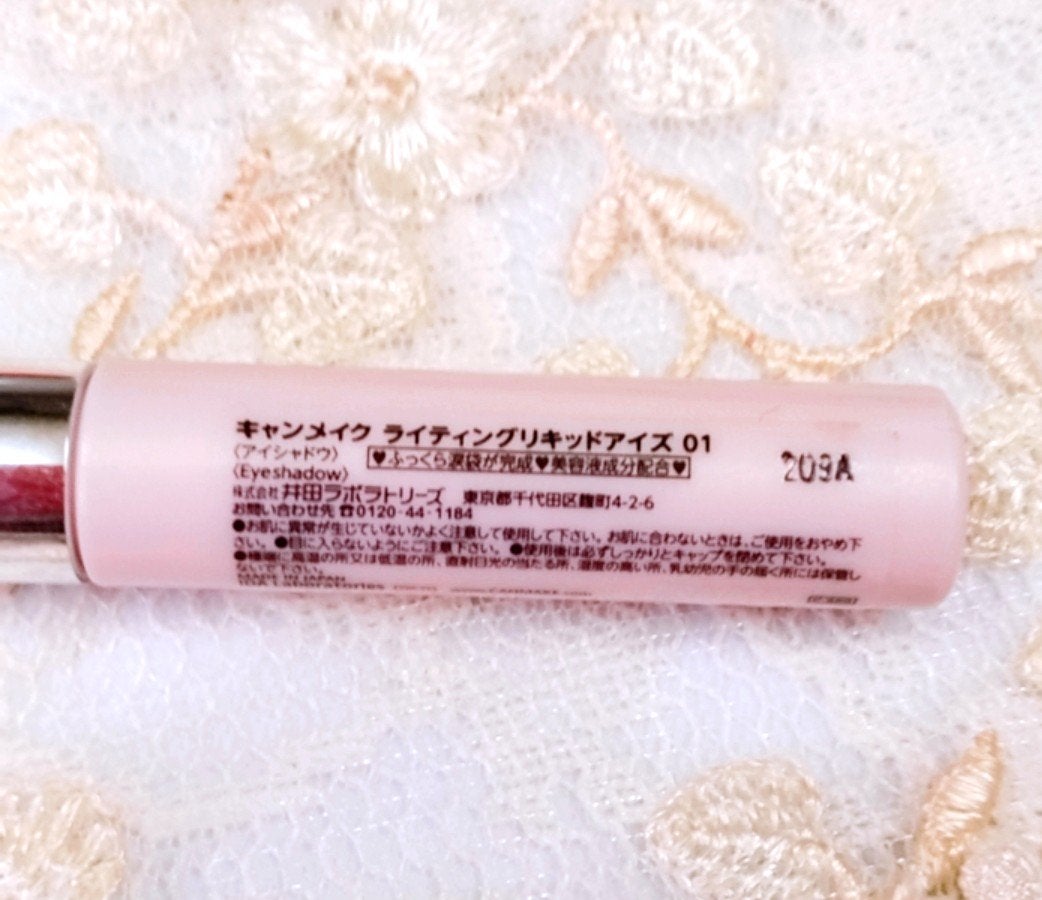 キャンメイク ライティングリキッドアイズ 01
〈アイシャドウ〉
♥ふっくら涙袋が完成♥美容液成分配合♥
〈Eyeshadow〉
株式会社 井田ラボラトリーズ 東京都千代田区麹町4-2-6
お問い合わせ先 ☎0120-44-1184
●お肌に異常が生じていないかよく注意して使用して下さい。お肌に合わないときは、ご使用をおやめ下
さい。●目に入らないようにご注意下さい。●使用後は必ずしっかりとキャップを閉めて下さい。
●極端に高温の所又は低温の所、直射日光の当たる所、湿度の高い所、乳幼児の手の届く所には保管し
ないで下さい。
MADE IN JAPAN
209A